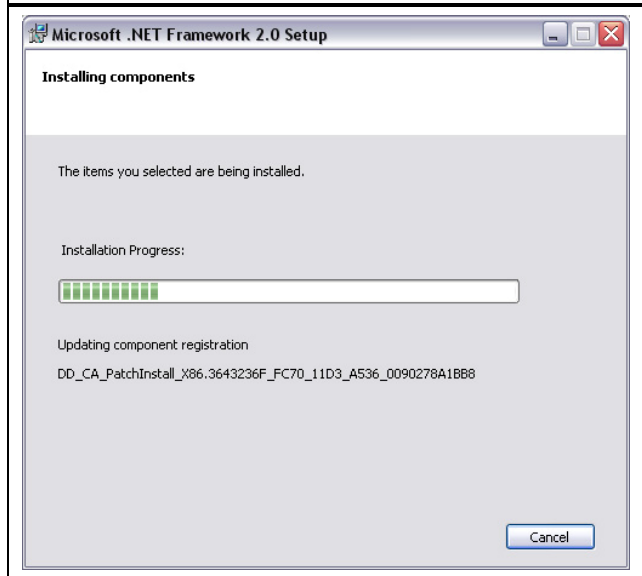 Microsoft .NET Framework 2.0 Setup
Installing components
The items you selected are being installed.
Installation Progress:
Updating component registration
DD_CA_PatchInstall_X86.3643236F_FC70_11D3_A536_0090278A1BB8
Cancel